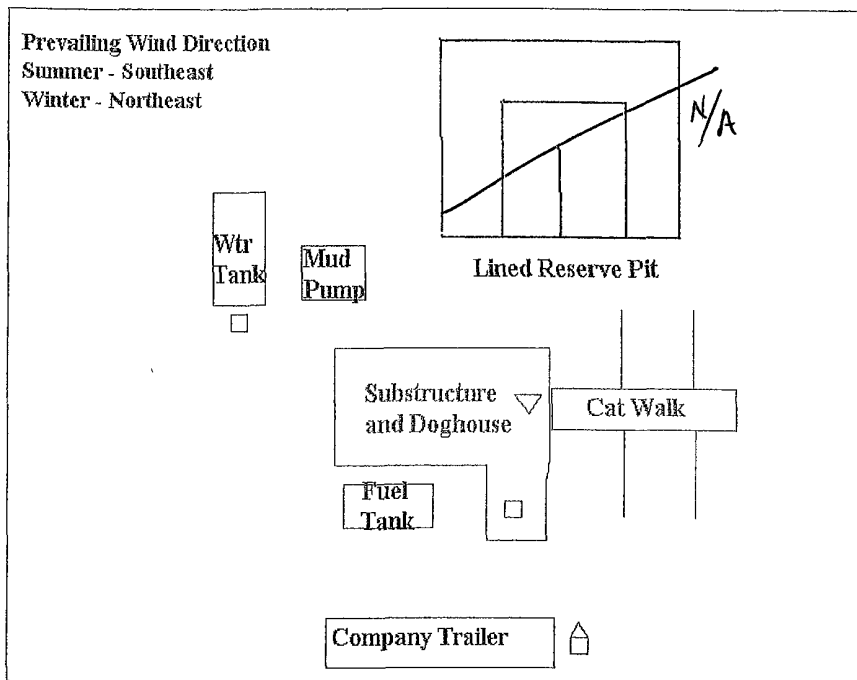 Prevailing Wind Direction
Summer - Southeast
Winter - Northeast
N/A
Lined Reserve Pit
Wtr
Tank
Mud
Pump
Substructure
and Doghouse
Cat Walk
Fuel
Tank
Company Trailer